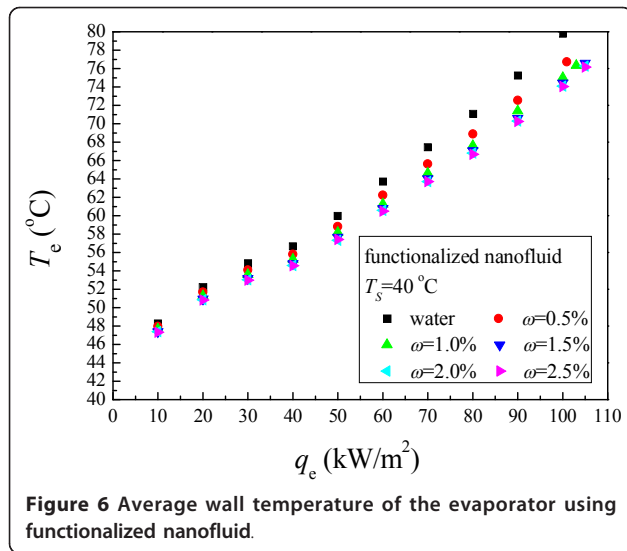 80
78
76
74
72
70
68
66
64
62
60
58
56
54
52
50
48
46
44
42
40
T_e (°C)
functionalized nanofluid
T_S=40 °C
water ω=0.5%
ω=1.0% ω=1.5%
ω=2.0% ω=2.5%
0 10 20 30 40 50 60 70 80 90 100 110
q_e (kW/m²)
Figure 6 Average wall temperature of the evaporator using
functionalized nanofluid.